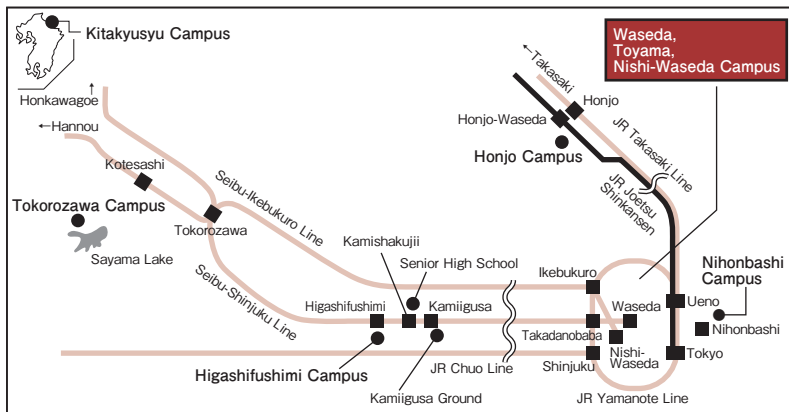 Kitakyusyu Campus
Waseda,
Toyama,
Nishi-Waseda Campus
←Takasaki
Honkawagoe
←Hannou
Honjo
Honjo-Waseda
JR Takasaki Line
Kotesashi
Honjo Campus
JR Joetsu
Shinkansen
Seibu-Ikebukuro Line
Tokorozawa Campus
Tokorozawa
Sayama Lake
Kamishakujii
Senior High School
Ikebukuro
Nihonbashi
Campus
Seibu-Shinjuku Line
Higashifushimi
Kamiigusa
Waseda
Ueno
Takadanobaba
Nihonbashi
Nishi-
Waseda
Shinjuku
Tokyo
JR Chuo Line
Higashifushimi Campus
Kamiigusa Ground
JR Yamanote Line